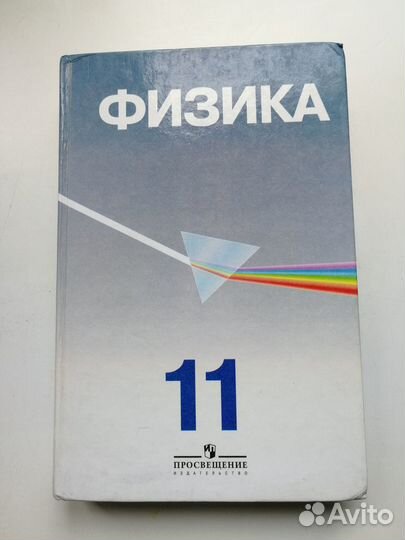 ФИЗИКА
11
ПРОСВЕЩЕНИЕ
ИЗДАТЕЛЬСТВО
Avito